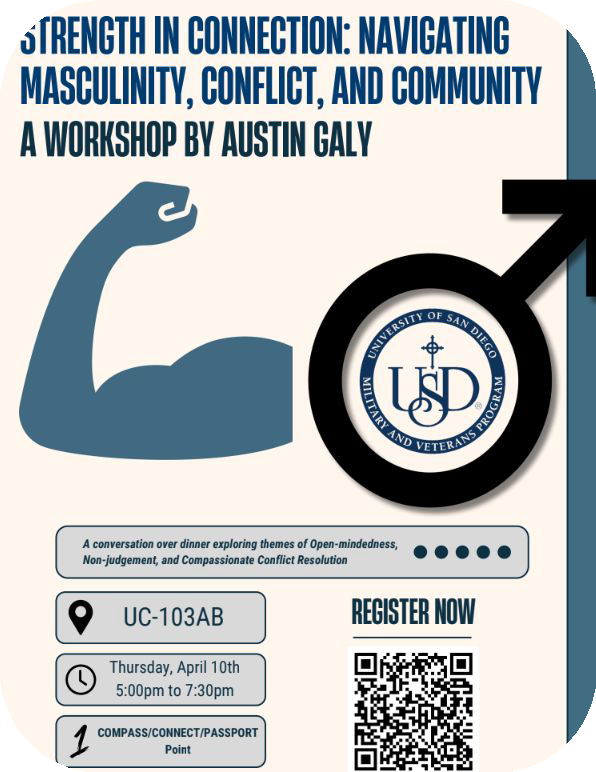 STRENGTH IN CONNECTION: NAVIGATING
MASCULINITY, CONFLICT, AND COMMUNITY
A WORKSHOP BY AUSTIN GALY
UNIVERSITY OF SAN DIEGO
USD
®
MILITARY AND VETERANS PROGRAM
A conversation over dinner exploring themes of Open-mindedness,
Non-judgement, and Compassionate Conflict Resolution
UC-103AB
REGISTER NOW
Thursday, April 10th
5:00pm to 7:30pm
1 COMPASS/CONNECT/PASSPORT
Point